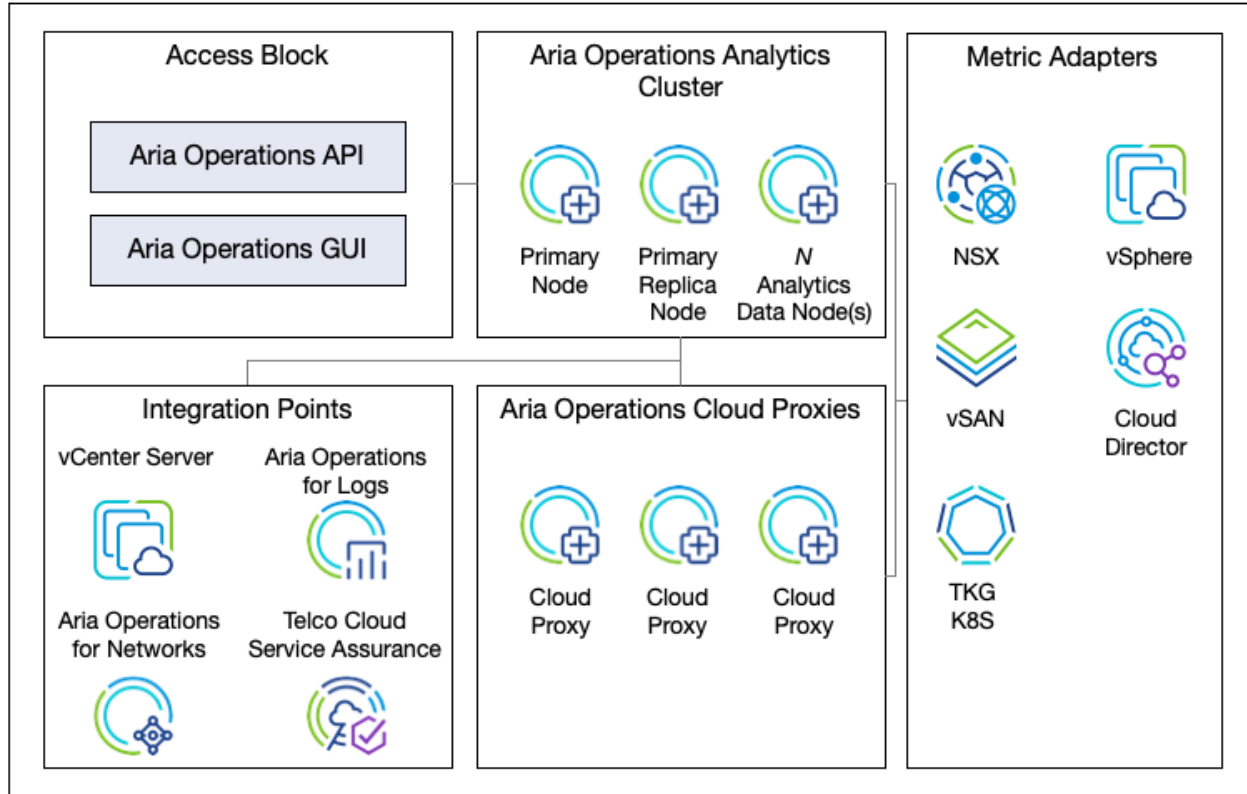 Access Block
Aria Operations API
Aria Operations GUI
Aria Operations Analytics
Cluster
Primary
Node
Primary
Replica
Node
N
Analytics
Data Node(s)
Metric Adapters
NSX
vSphere
vSAN
Cloud
Director
TKG
K8S
Integration Points
vCenter Server
Aria Operations
for Logs
Aria Operations
for Networks
Telco Cloud
Service Assurance
Aria Operations Cloud Proxies
Cloud
Proxy
Cloud
Proxy
Cloud
Proxy